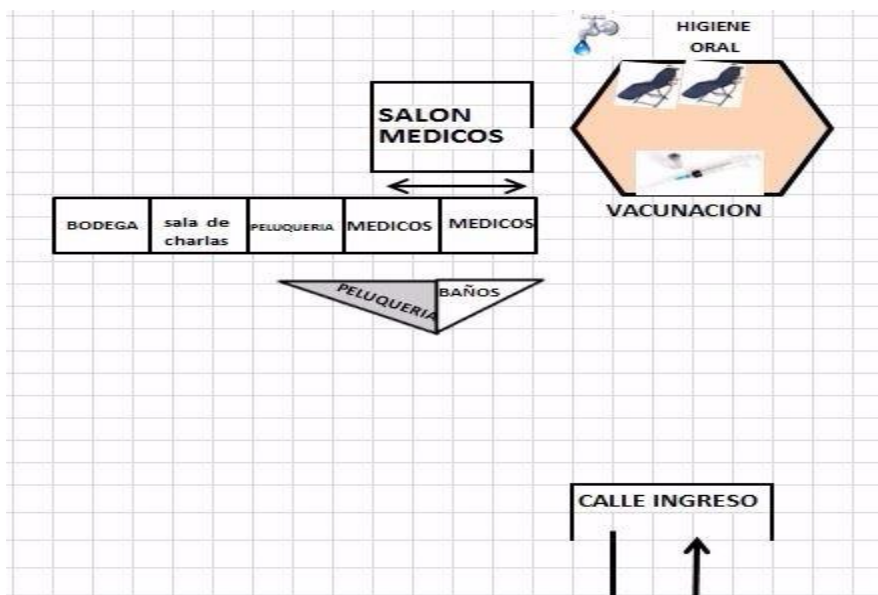 HIGIENE
ORAL
SALON
MEDICOS
VACUNACION
BODEGA
sala de
charlas
PELUQUERIA
MEDICOS
MEDICOS
PELUQUERIA
BAÑOS
CALLE INGRESO